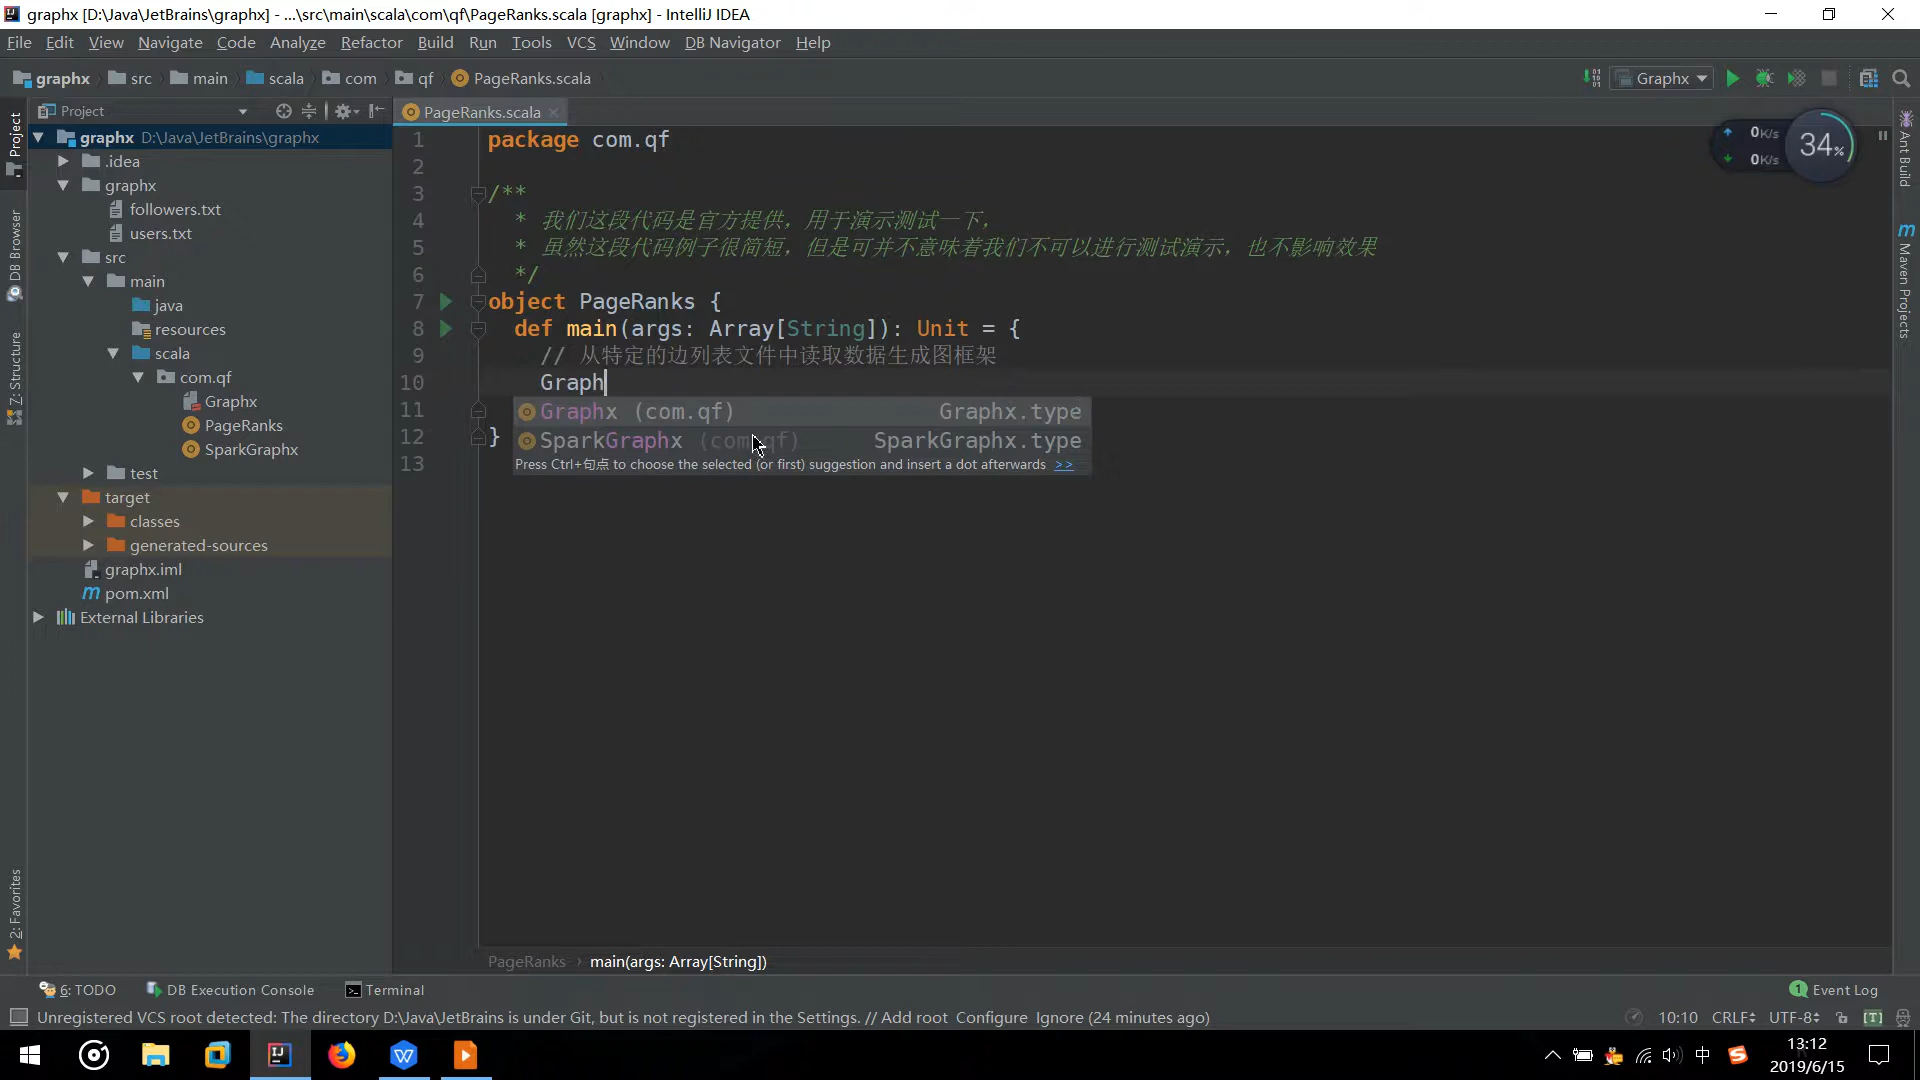 graphx [D:\Java\JetBrains\graphx] - ...\src\main\scala\com\qf\PageRanks.scala [graphx] - IntelliJ IDEA
File Edit View Navigate Code Analyze Refactor Build Run Tools VCS Window DB Navigator Help
graphx src main scala com qf PageRanks.scala Graphx
Project
PageRanks.scala
graphx D:\Java\JetBrains\graphx
.idea
graphx
followers.txt
users.txt
src
main
java
resources
scala
com.qf
Graphx
PageRanks
SparkGraphx
test
target
classes
generated-sources
graphx.iml
pom.xml
External Libraries
Project
DB Browser
Z: Structure
2: Favorites
1 package com.qf
2
3 /**
4 * 我们这段代码是官方提供，用于演示测试一下，
5 * 虽然这段代码例子很简短，但是可并不意味着我们不可以进行测试演示，也不影响效果
6 */
7 object PageRanks {
8 def main(args: Array[String]): Unit = {
9 // 从特定的边列表文件中读取数据生成图框架
10 Graph
11
12 }
13
Graphx (com.qf) Graphx.type
SparkGraphx (com.qf) SparkGraphx.type
Press Ctrl+句点 to choose the selected (or first) suggestion and insert a dot afterwards >>
0K/s
0K/s
34%
Ant Build
Maven Projects
PageRanks › main(args: Array[String])
6: TODO DB Execution Console Terminal 1 Event Log
Unregistered VCS root detected: The directory D:\Java\JetBrains is under Git, but is not registered in the Settings. // Add root Configure Ignore (24 minutes ago) 10:10 CRLF UTF-8 [T]
中
13:12
2019/6/15